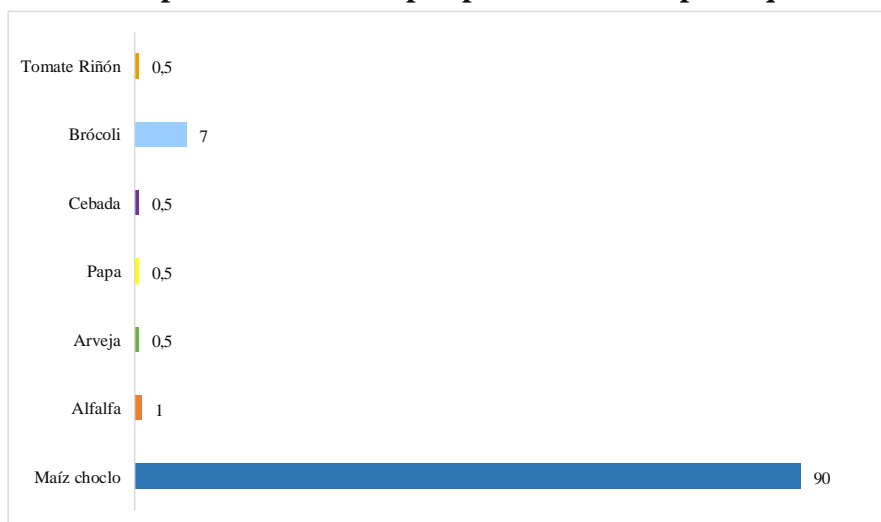 Tomate Riñón 0,5
Brócoli 7
Cebada 0,5
Papa 0,5
Arveja 0,5
Alfalfa 1
Maíz choclo 90